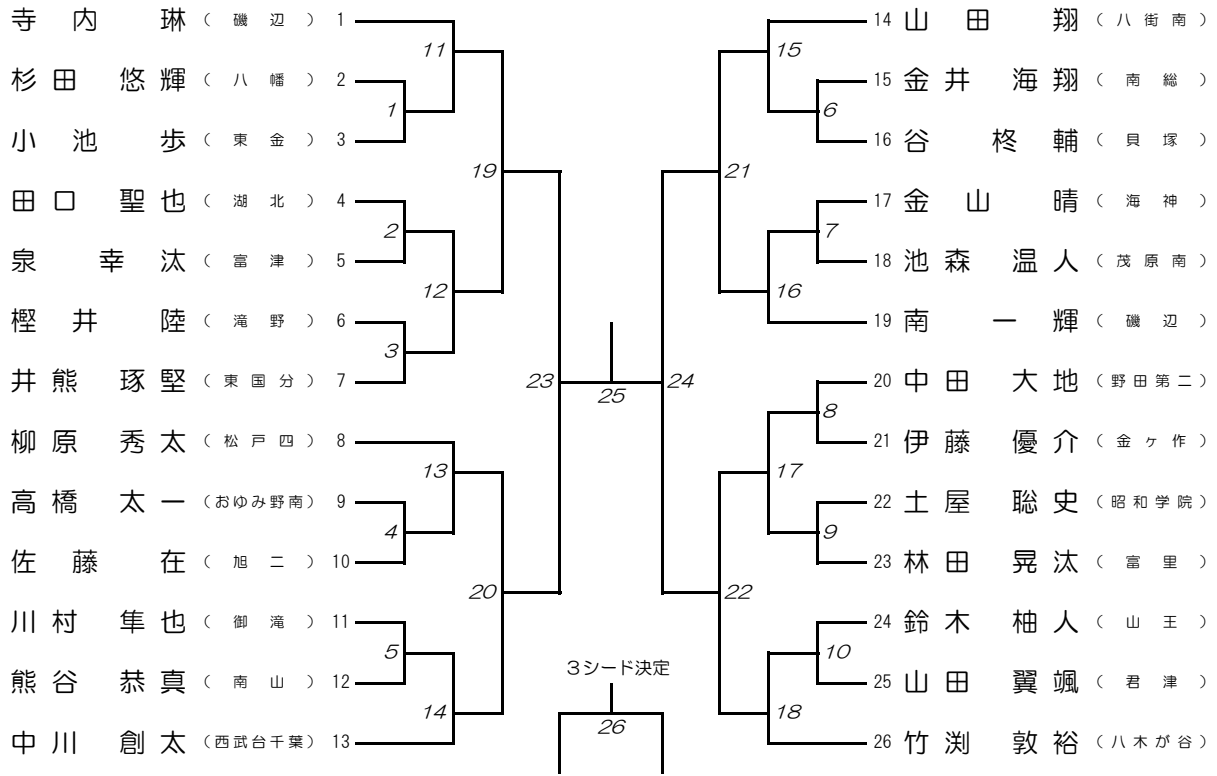 寺内 琳 (磯辺) 1
杉田 悠輝 (八幡) 2
小池 歩 (東金) 3
田口 聖也 (湖北) 4
泉 幸汰 (富津) 5
樫井 陸 (滝野) 6
井熊 琢堅 (東国分) 7
柳原 秀太 (松戸四) 8
高橋 太一 (おゆみ野南) 9
佐藤 在 (旭二) 10
川村 隼也 (御滝) 11
熊谷 恭真 (南山) 12
中川 創太 (西武台千葉) 13
11
1
19
2
12
3
23
13
4
20
5
14
25
3シード決定
26
24
15
6
21
7
16
8
17
9
22
10
18
14 山田 翔 (八街南)
15 金井 海翔 (南総)
16 谷 柊輔 (貝塚)
17 金山 晴 (海神)
18 池森 温人 (茂原南)
19 南 一輝 (磯辺)
20 中田 大地 (野田第二)
21 伊藤 優介 (金ヶ作)
22 土屋 聡史 (昭和学院)
23 林田 晃汰 (富里)
24 鈴木 柚人 (山王)
25 山田 翼颯 (君津)
26 竹渕 敦裕 (八木が谷)